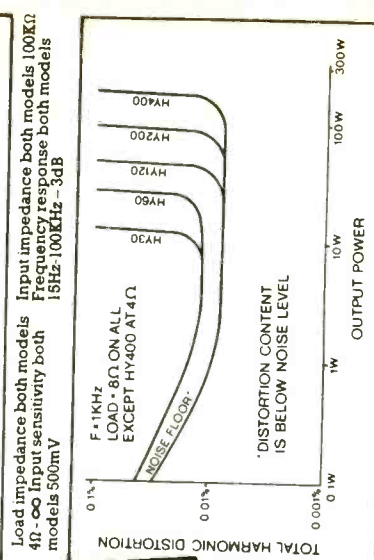 Load impedance both models
4Ω - ∞ Input sensitivity both
models 500mV
Input impedance both models 100KΩ
Frequency response both models
15Hz-100KHz - 3dB
TOTAL HARMONIC DISTORTION
0.1%
0.01%
0.001%
F=1KHz
LOAD = 8Ω ON ALL
EXCEPT HY400 AT 4Ω
NOISE FLOOR*
HY30
HY60
HY120
HY200
HY400
*DISTORTION CONTENT
IS BELOW NOISE LEVEL
0.1W
1W
10W
100W
300W
OUTPUT POWER